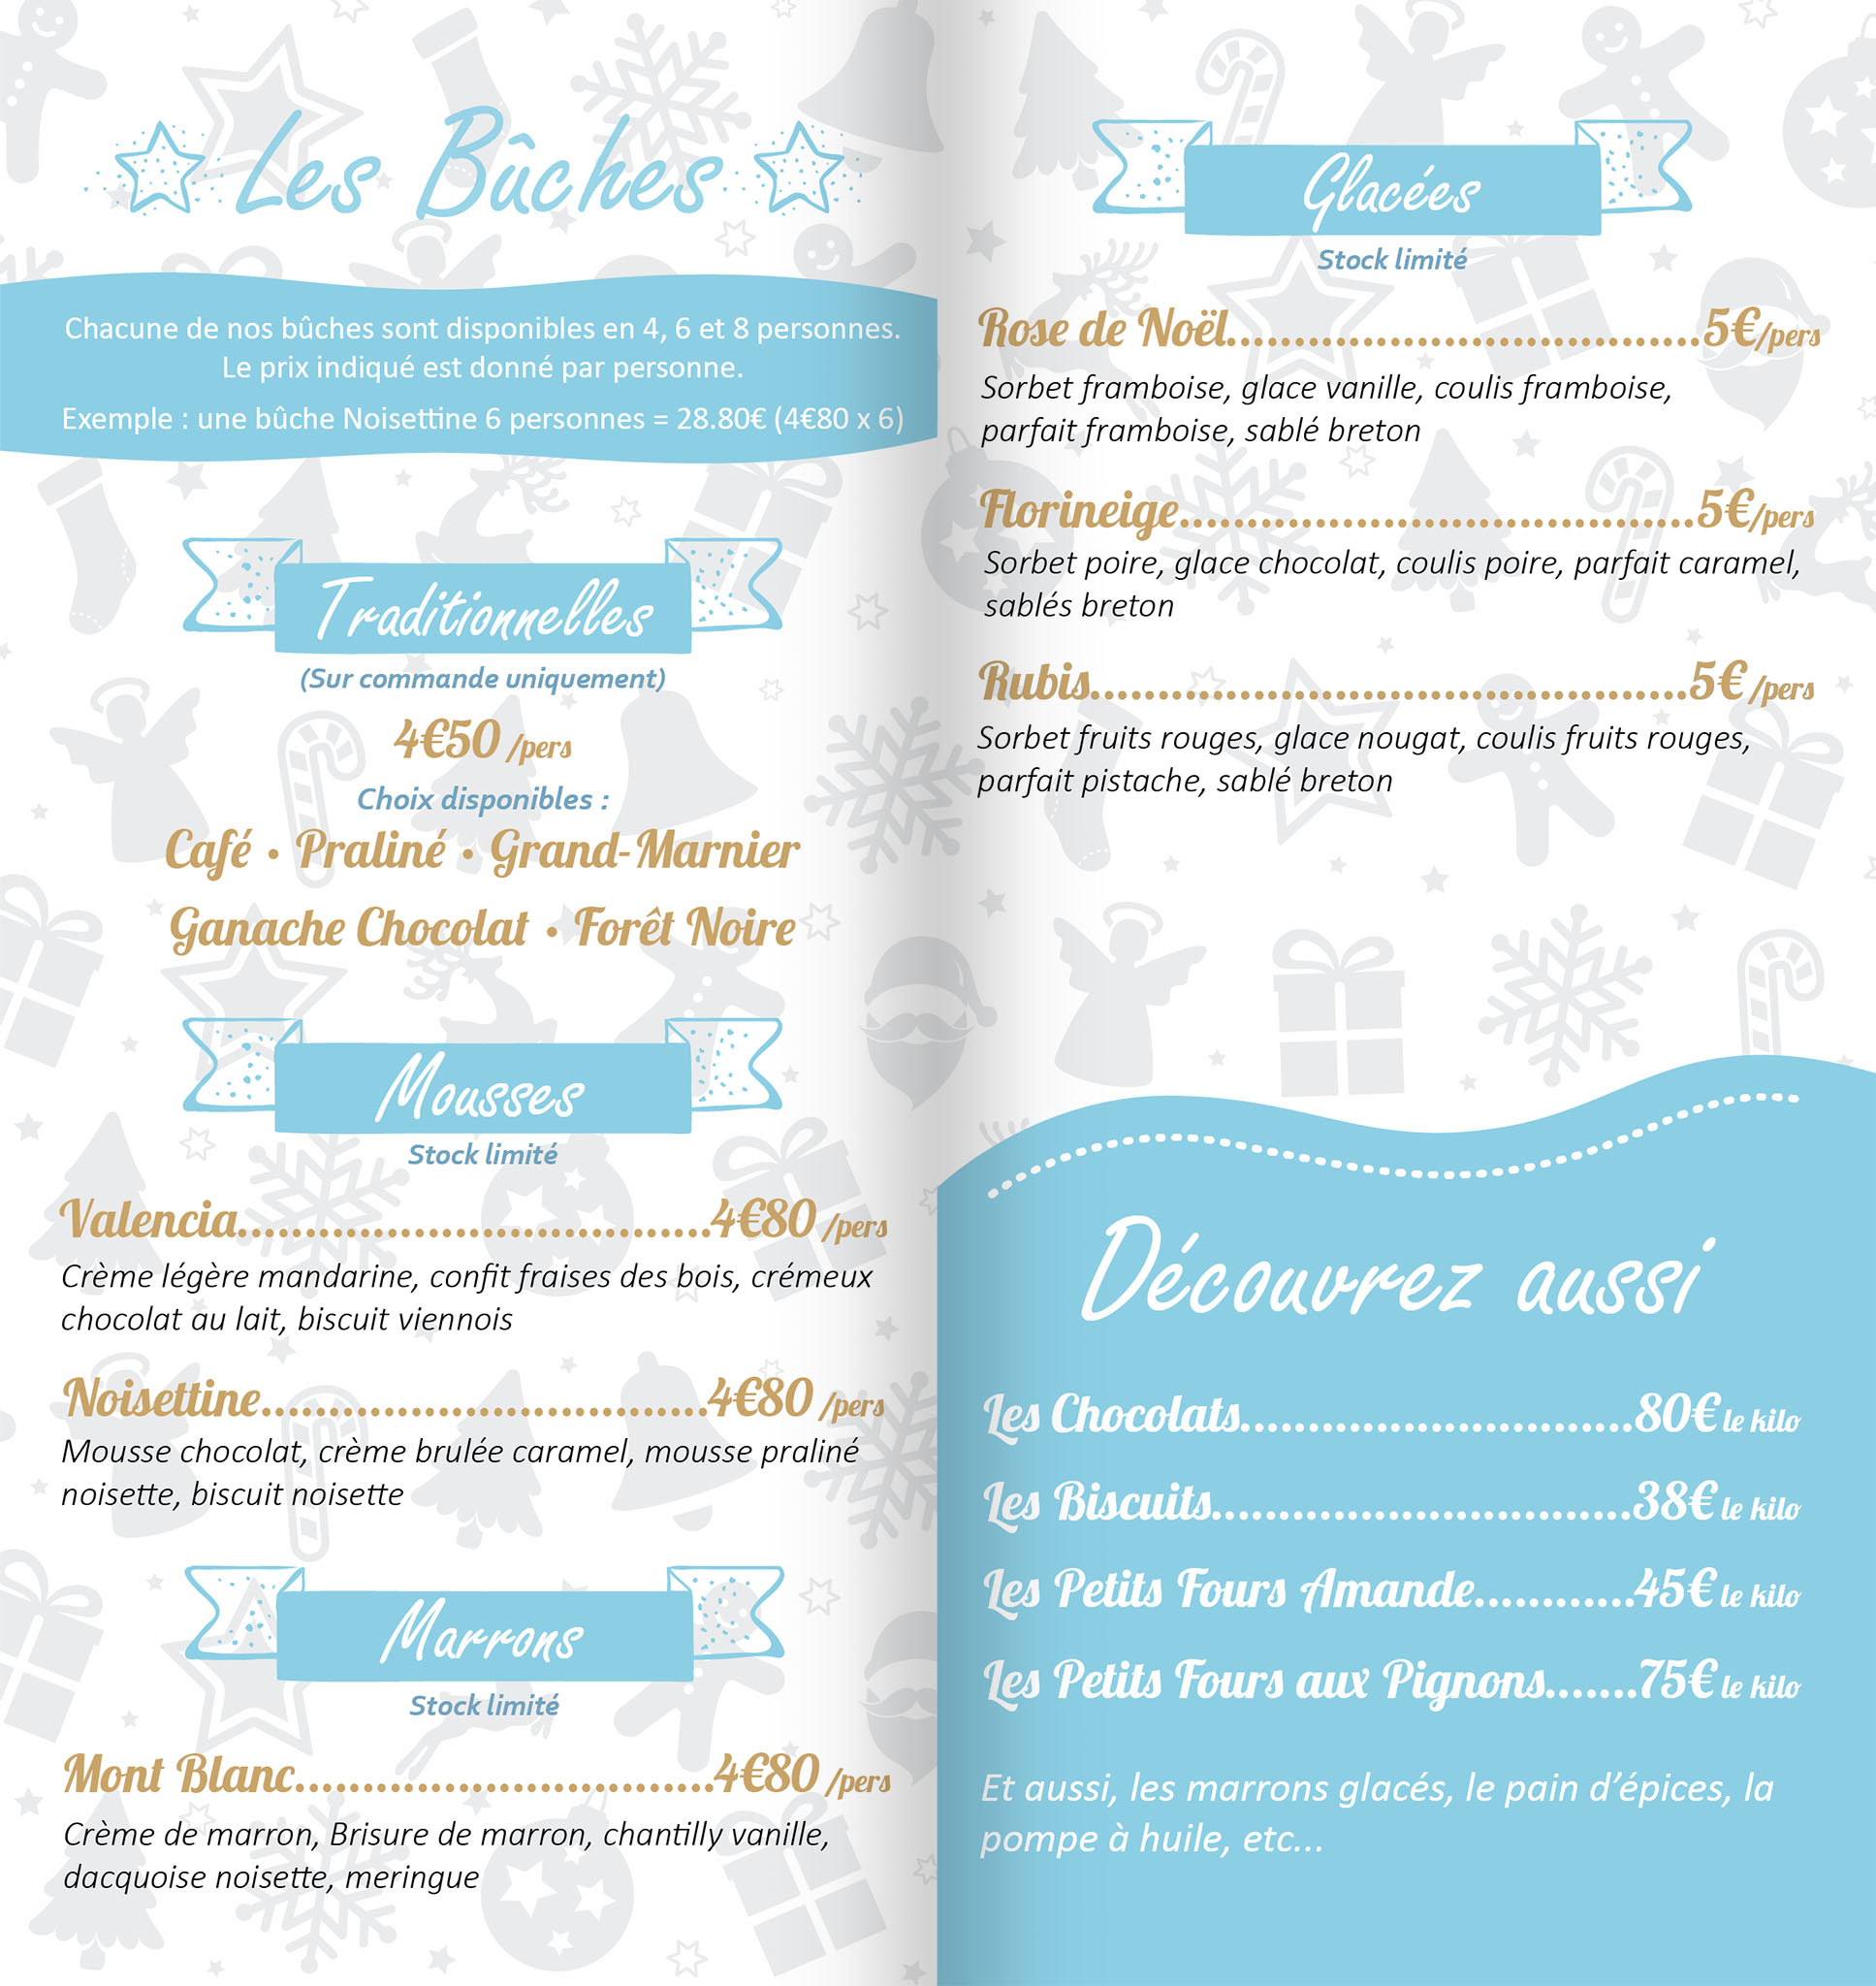 Les Bûches
Chacune de nos bûches sont disponibles en 4, 6 et 8 personnes.
Le prix indiqué est donné par personne.
Exemple : une bûche Noisettine 6 personnes = 28.80€ (4€80 x 6)
Traditionnelles
(Sur commande uniquement)
4€50 /pers
Choix disponibles :
Café • Praliné • Grand-Marnier
Ganache Chocolat • Forêt Noire
Mousses
Stock limité
Valencia...................................4€80 /pers
Crème légère mandarine, confit fraises des bois, crémeux
chocolat au lait, biscuit viennois
Noisettine.................................4€80 /pers
Mousse chocolat, crème brulée caramel, mousse praliné
noisette, biscuit noisette
Marrons
Stock limité
Mont Blanc...............................4€80 /pers
Crème de marron, Brisure de marron, chantilly vanille,
dacquoise noisette, meringue
Glacées
Stock limité
Rose de Noël...................................5€/pers
Sorbet framboise, glace vanille, coulis framboise,
parfait framboise, sablé breton
Florineige......................................5€/pers
Sorbet poire, glace chocolat, coulis poire, parfait caramel,
sablés breton
Rubis............................................5€ /pers
Sorbet fruits rouges, glace nougat, coulis fruits rouges,
parfait pistache, sablé breton
Découvrez aussi
Les Chocolats.............................80€ le kilo
Les Biscuits...............................38€ le kilo
Les Petits Fours Amande............45€ le kilo
Les Petits Fours aux Pignons.......75€ le kilo
Et aussi, les marrons glacés, le pain d’épices, la
pompe à huile, etc...